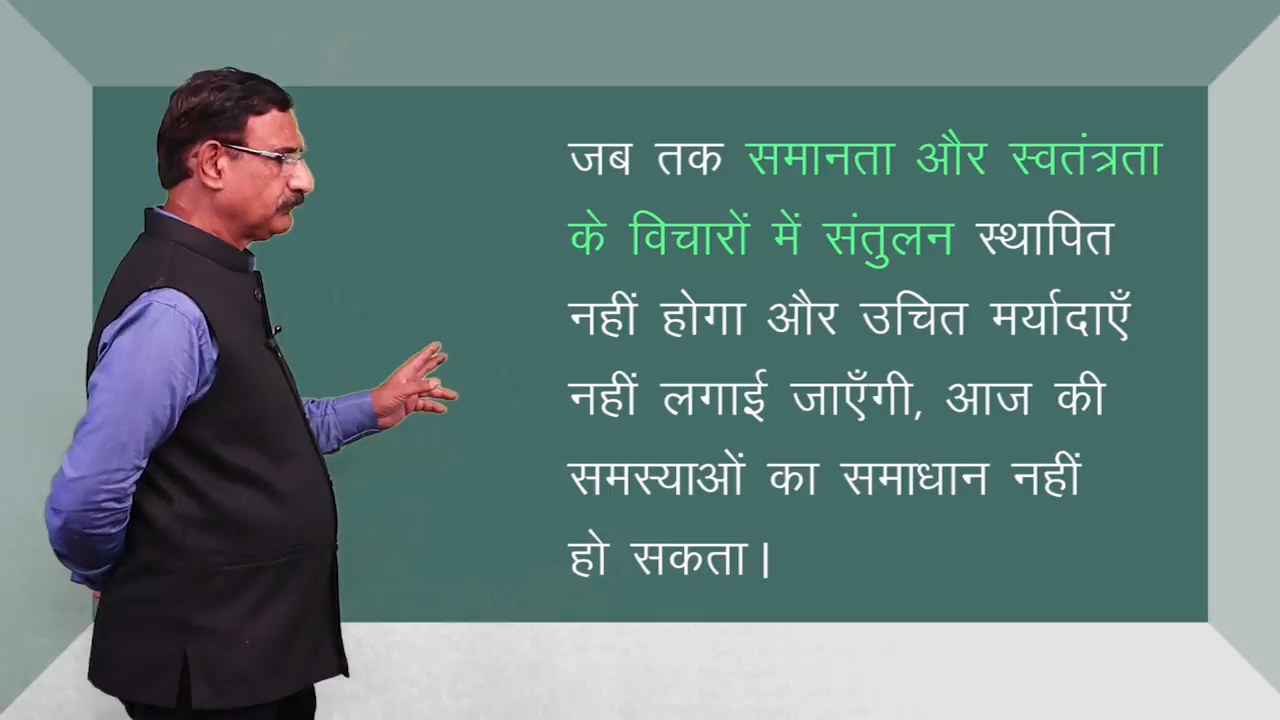 जब तक समानता और स्वतंत्रता
के विचारों में संतुलन स्थापित
नहीं होगा और उचित मर्यादाएँ
नहीं लगाई जाएँगी, आज की
समस्याओं का समाधान नहीं
हो सकता।